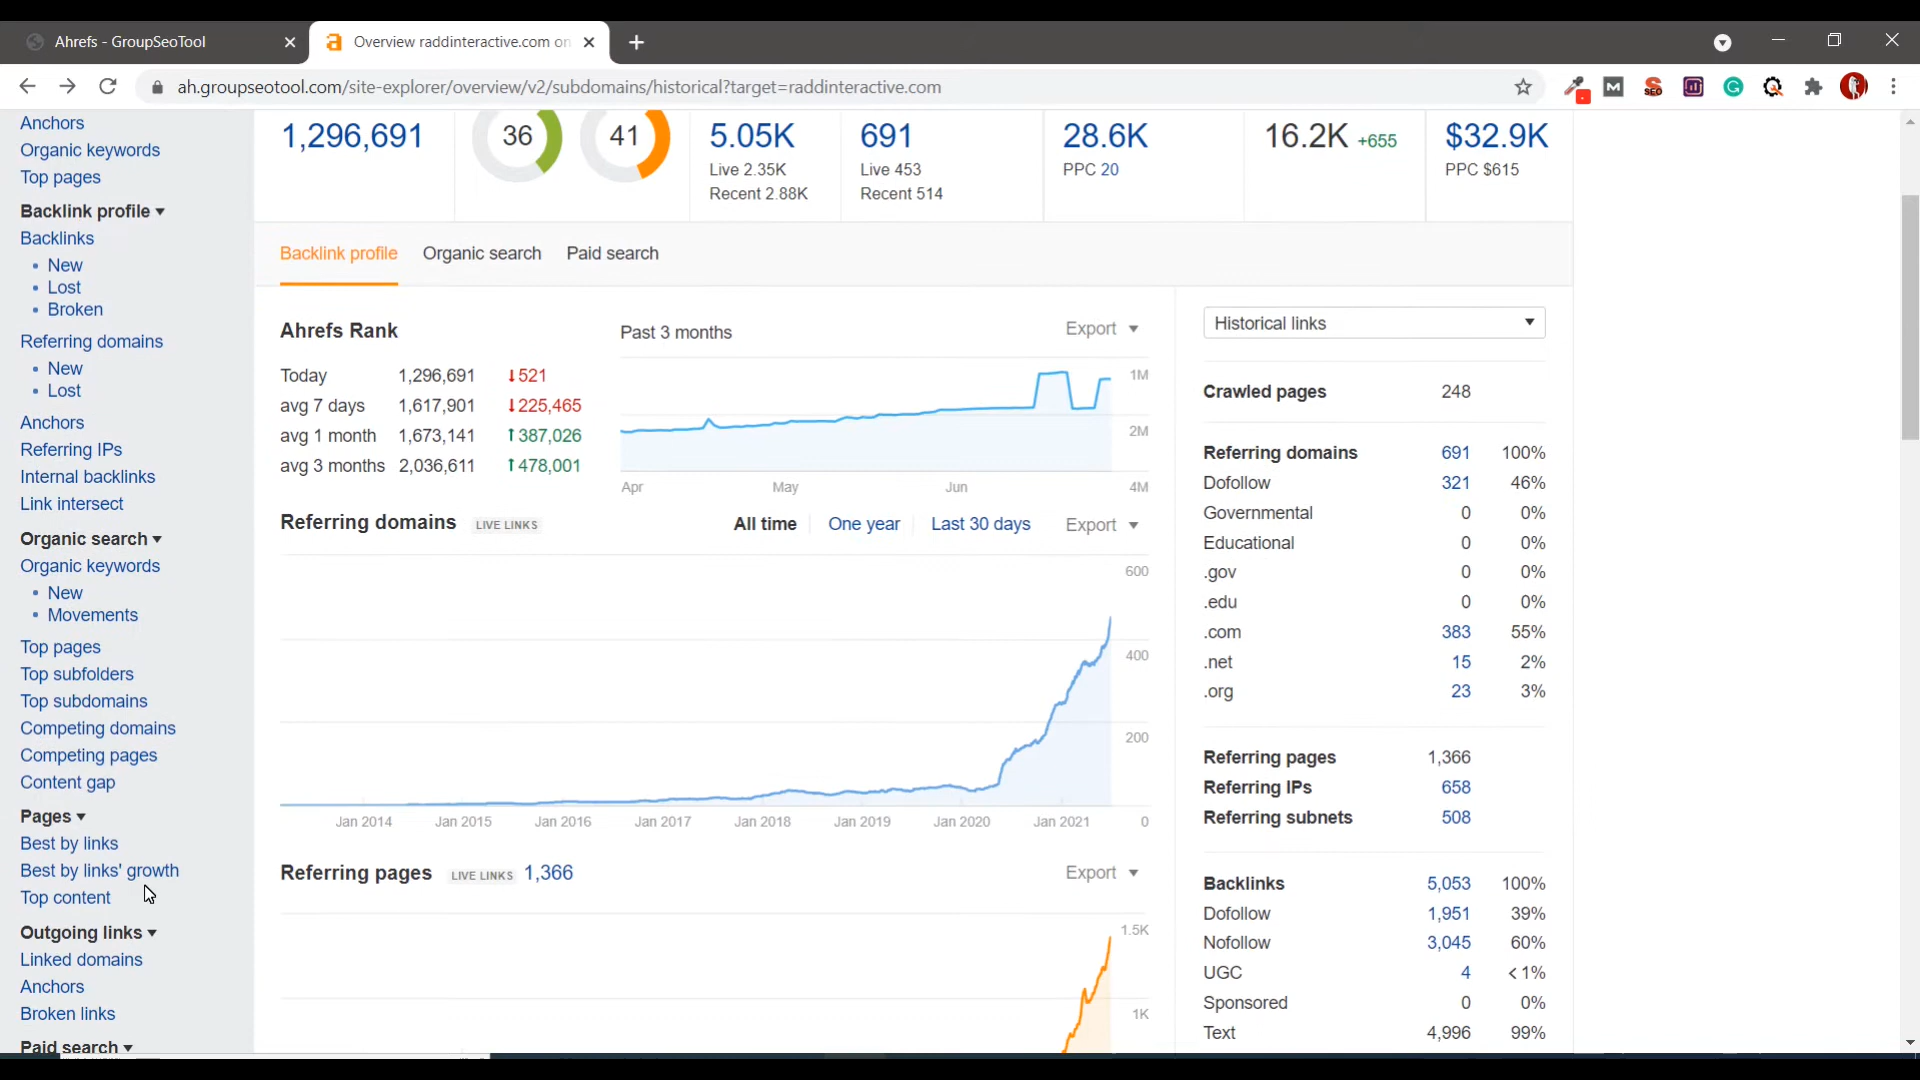 Ahrefs - GroupSeoTool
Overview raddinteractive.com on
ah.groupseotool.com/site-explorer/overview/v2/subdomains/historical?target=raddinteractive.com
Anchors
Organic keywords
Top pages
Backlink profile
Backlinks
New
Lost
Broken
Referring domains
New
Lost
Anchors
Referring IPs
Internal backlinks
Link intersect
Organic search
Organic keywords
New
Movements
Top pages
Top subfolders
Top subdomains
Competing domains
Competing pages
Content gap
Pages
Best by links
Best by links' growth
Top content
Outgoing links
Linked domains
Anchors
Broken links
Paid search
1,296,691
36
41
5.05K
Live 2.35K
Recent 2.88K
691
Live 453
Recent 514
28.6K
PPC 20
16.2K +655
$32.9K
PPC $615
Backlink profile Organic search Paid search
Ahrefs Rank
Today 1,296,691 521
avg 7 days 1,617,901 225,465
avg 1 month 1,673,141 387,026
avg 3 months 2,036,611 478,001
Past 3 months Export
1M
2M
4M
Apr May Jun
Referring domains LIVE LINKS All time One year Last 30 days Export
600
400
200
0
Jan 2014 Jan 2015 Jan 2016 Jan 2017 Jan 2018 Jan 2019 Jan 2020 Jan 2021
Referring pages LIVE LINKS 1,366 Export
1.5K
1K
Historical links
Crawled pages 248
Referring domains 691 100%
Dofollow 321 46%
Governmental 0 0%
Educational 0 0%
.gov 0 0%
.edu 0 0%
.com 383 55%
.net 15 2%
.org 23 3%
Referring pages 1,366
Referring IPs 658
Referring subnets 508
Backlinks 5,053 100%
Dofollow 1,951 39%
Nofollow 3,045 60%
UGC 4 < 1%
Sponsored 0 0%
Text 4,996 99%